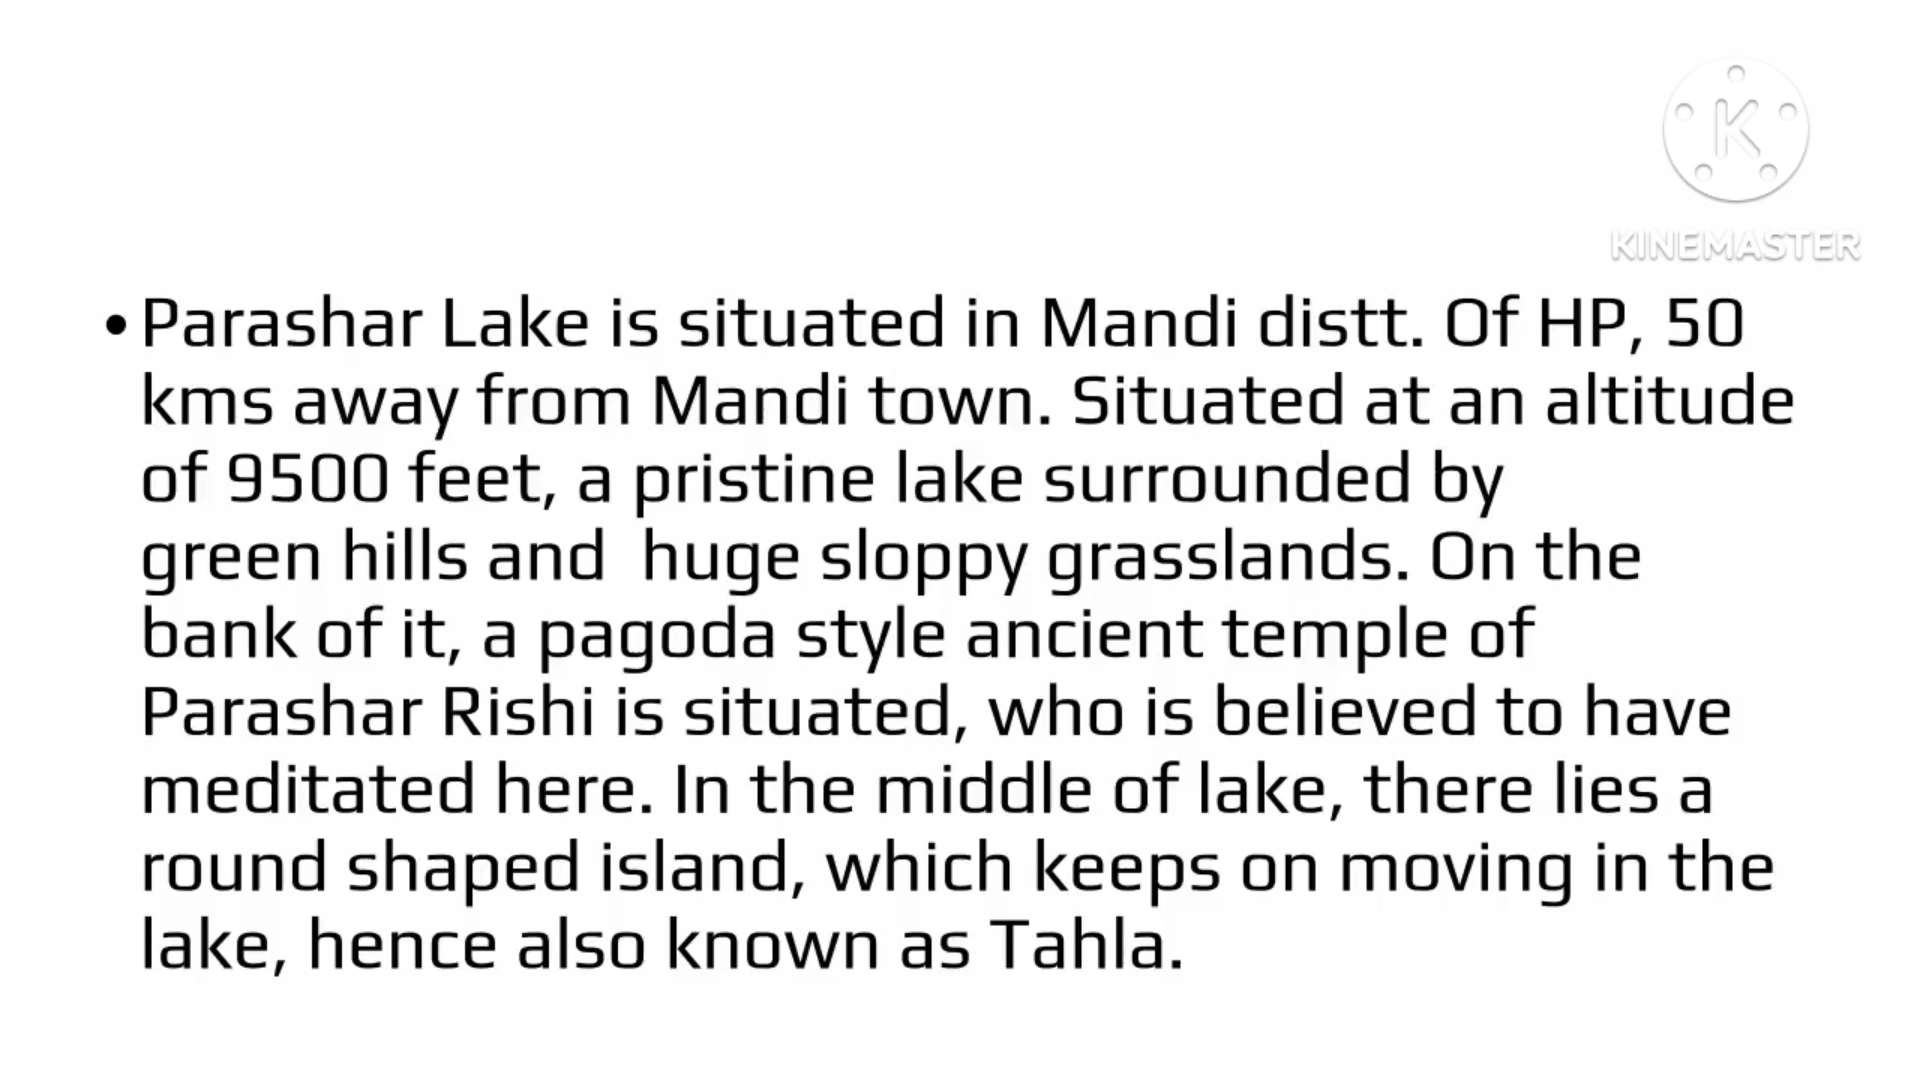 K
KINEMASTER
•Parashar Lake is situated in Mandi distt. Of HP, 50
kms away from Mandi town. Situated at an altitude
of 9500 feet, a pristine lake surrounded by
green hills and  huge sloppy grasslands. On the
bank of it, a pagoda style ancient temple of
Parashar Rishi is situated, who is believed to have
meditated here. In the middle of lake, there lies a
round shaped island, which keeps on moving in the
lake, hence also known as Tahla.